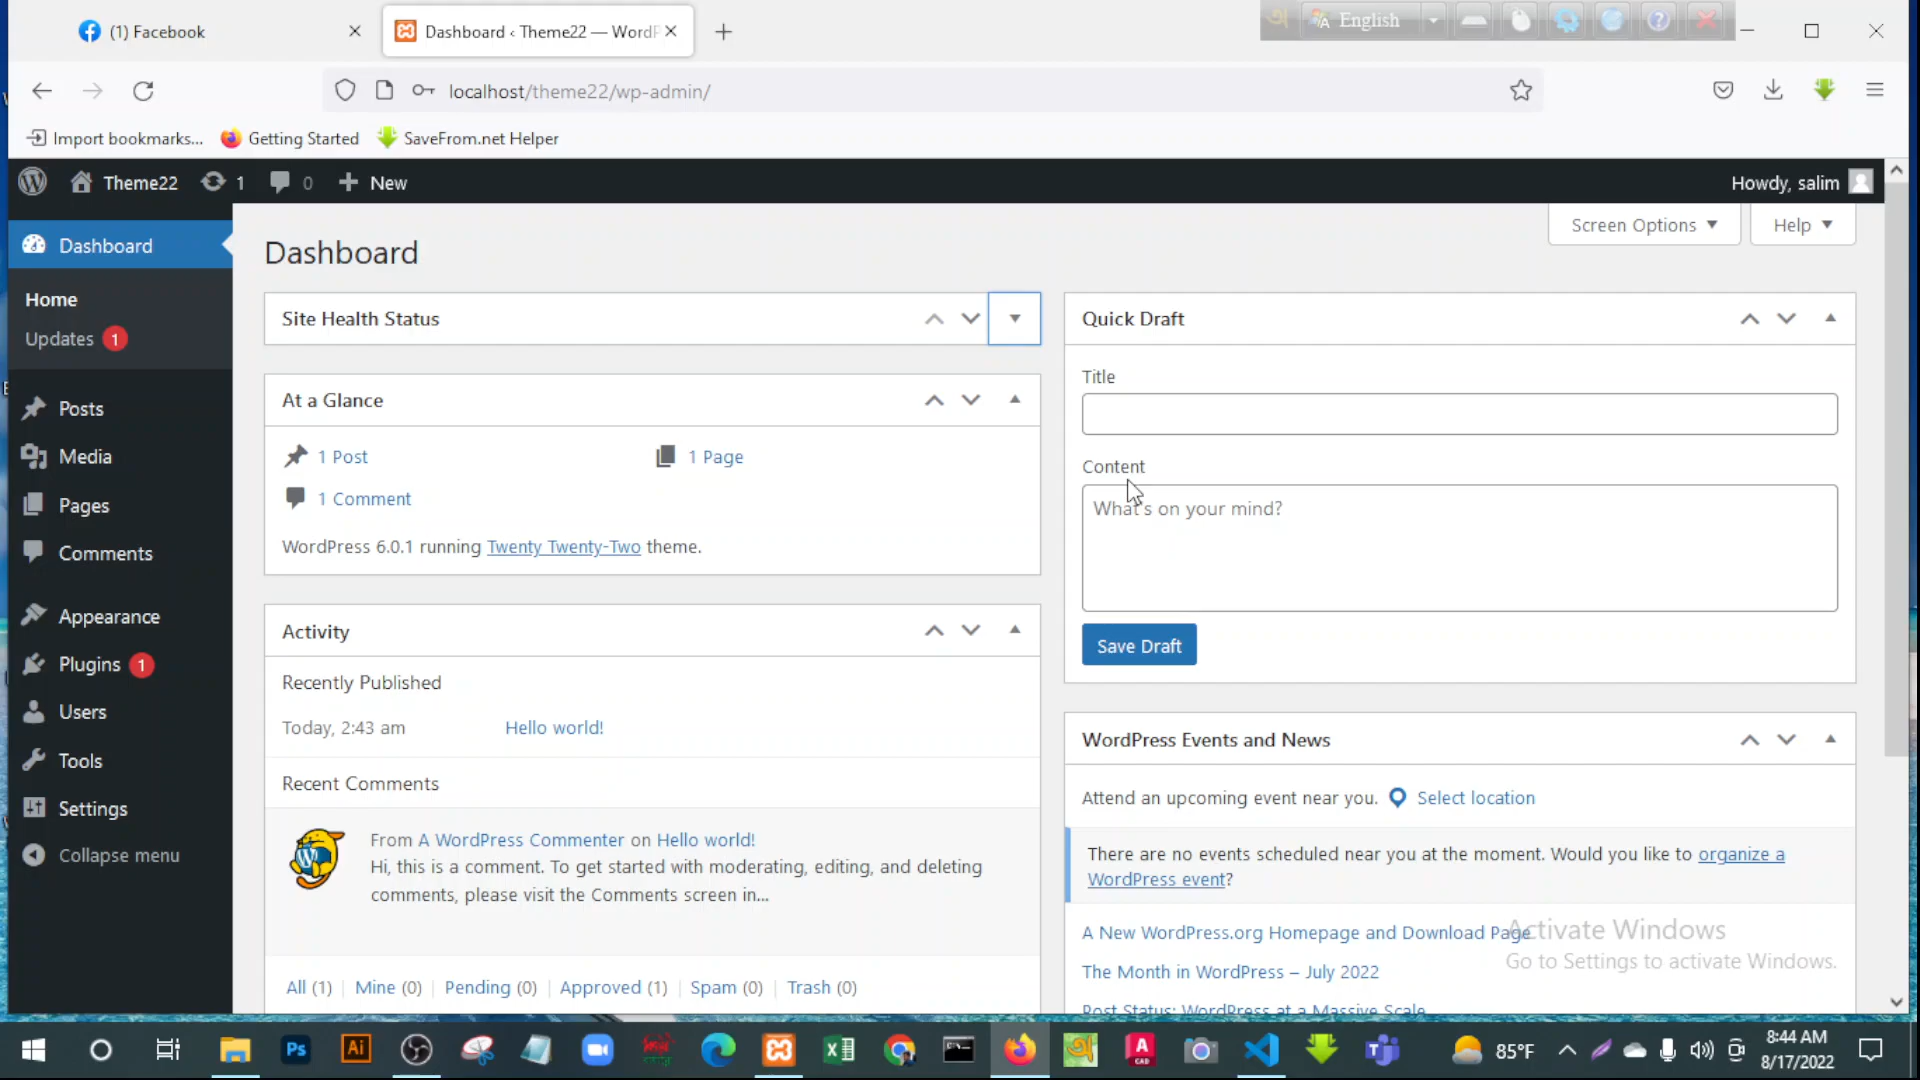 (1) Facebook
Dashboard ‹ Theme22 — WordP
English
localhost/theme22/wp-admin/
Import bookmarks...
Getting Started
SaveFrom.net Helper
Theme22
1
0
New
Howdy, salim
Dashboard
Home
Updates 1
Posts
Media
Pages
Comments
Appearance
Plugins 1
Users
Tools
Settings
Collapse menu
Screen Options
Help
Dashboard
Site Health Status
At a Glance
1 Post
1 Page
1 Comment
WordPress 6.0.1 running Twenty Twenty-Two theme.
Activity
Recently Published
Today, 2:43 am
Hello world!
Recent Comments
From A WordPress Commenter on Hello world!
Hi, this is a comment. To get started with moderating, editing, and deleting
comments, please visit the Comments screen in...
All (1) | Mine (0) | Pending (0) | Approved (1) | Spam (0) | Trash (0)
Quick Draft
Title
Content
What's on your mind?
Save Draft
WordPress Events and News
Attend an upcoming event near you.
Select location
There are no events scheduled near you at the moment. Would you like to organize a
WordPress event?
A New WordPress.org Homepage and Download Page
The Month in WordPress – July 2022
Post Status: WordPress at a Massive Scale
Activate Windows
Go to Settings to activate Windows.
Ps
Ai
A
CAD
85°F
8:44 AM
8/17/2022